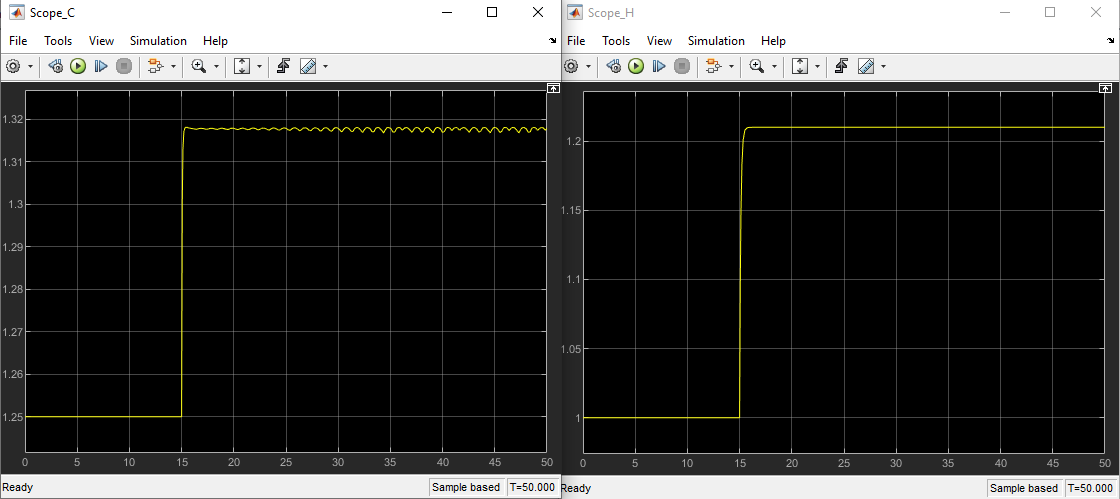 Scope_C
File Tools View Simulation Help
1.32
1.31
1.3
1.29
1.28
1.27
1.26
1.25
0 5 10 15 20 25 30 35 40 45 50
Ready Sample based T=50.000
Scope_H
File Tools View Simulation Help
1.2
1.15
1.1
1.05
1
0 5 10 15 20 25 30 35 40 45 50
Ready Sample based T=50.000